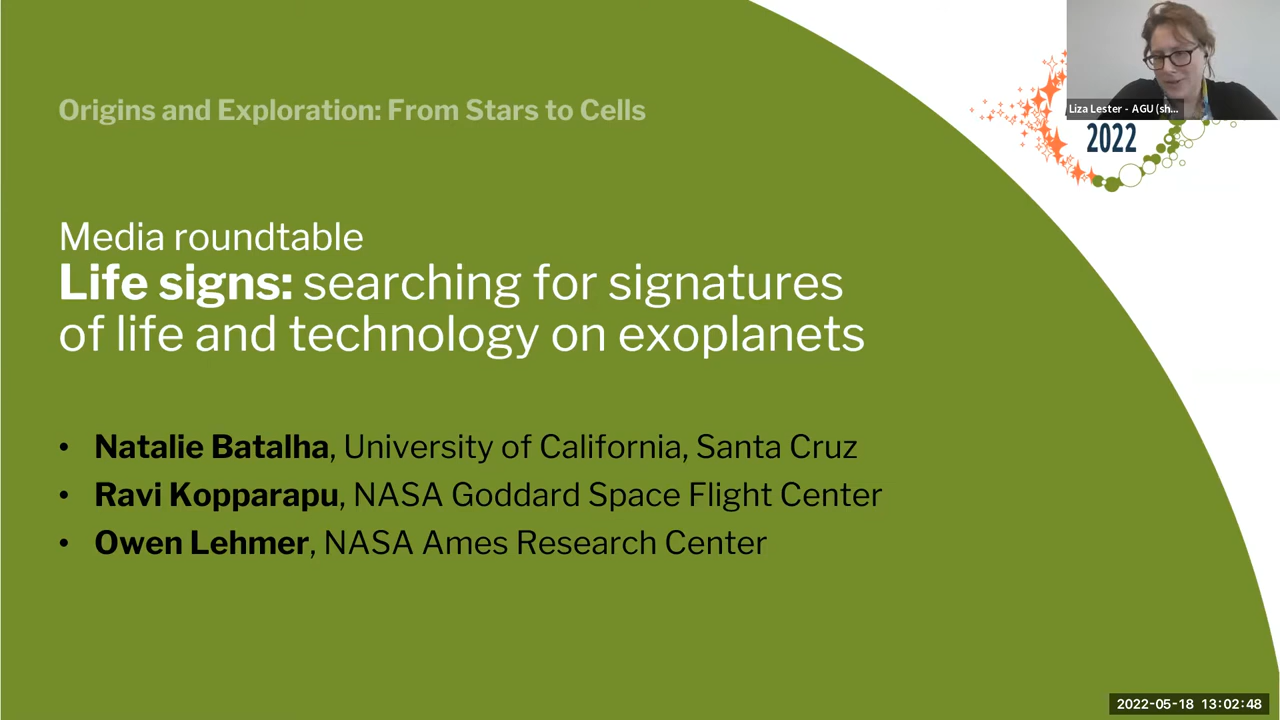 Origins and Exploration: From Stars to Cells
Liza Lester - AGU (sh...
2022
Media roundtable
Life signs: searching for signatures
of life and technology on exoplanets
• Natalie Batalha, University of California, Santa Cruz
• Ravi Kopparapu, NASA Goddard Space Flight Center
• Owen Lehmer, NASA Ames Research Center
2022-05-18 13:02:48